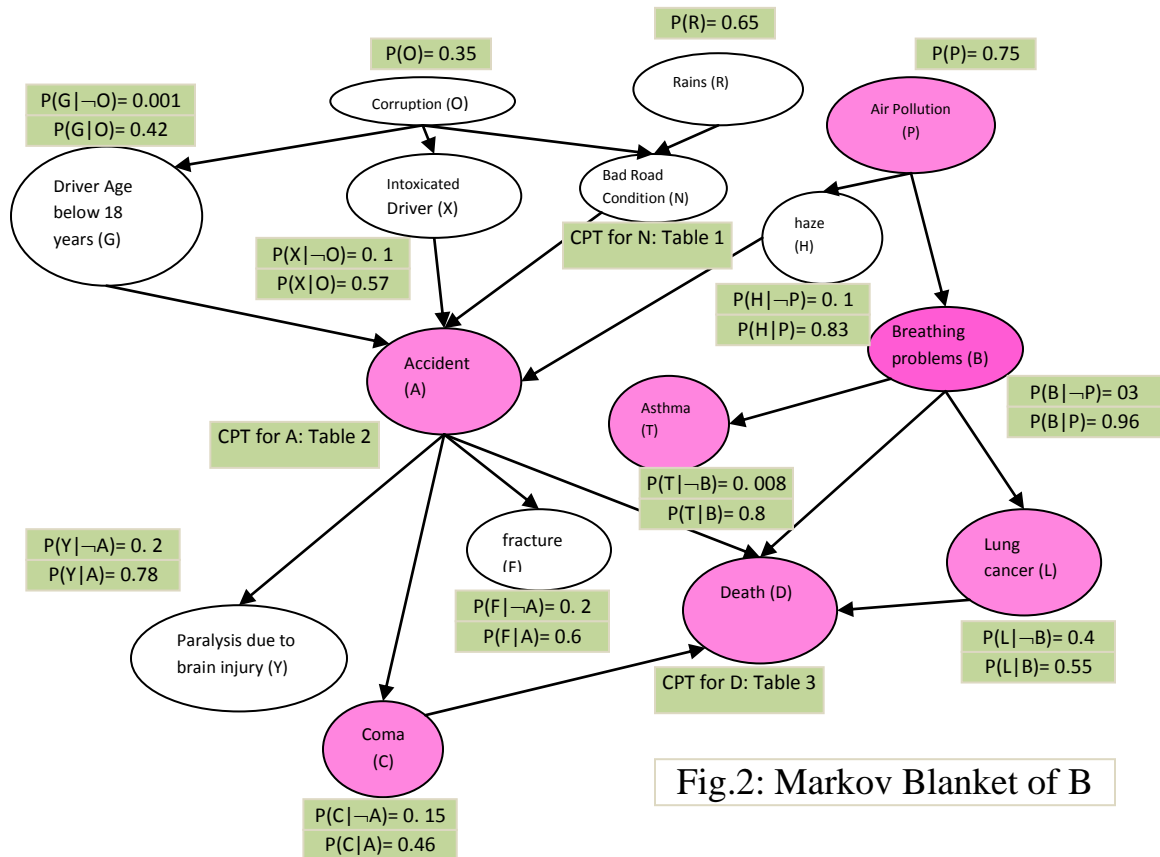 P(R)= 0.65
P(O)= 0.35
P(P)= 0.75
P(G|¬O)= 0.001
P(G|O)= 0.42
Corruption (O)
Rains (R)
Air Pollution
(P)
Driver Age
below 18
years (G)
Intoxicated
Driver (X)
Bad Road
Condition (N)
haze
(H)
CPT for N: Table 1
P(X|¬O)= 0. 1
P(X|O)= 0.57
P(H|¬P)= 0. 1
P(H|P)= 0.83
Breathing
problems (B)
Accident
(A)
P(B|¬P)= 03
P(B|P)= 0.96
Asthma
(T)
CPT for A: Table 2
P(T|¬B)= 0. 008
P(T|B)= 0.8
P(Y|¬A)= 0. 2
P(Y|A)= 0.78
fracture
(F)
Lung
cancer (L)
Death (D)
P(F|¬A)= 0. 2
P(F|A)= 0.6
Paralysis due to
brain injury (Y)
P(L|¬B)= 0.4
P(L|B)= 0.55
CPT for D: Table 3
Coma
(C)
Fig.2: Markov Blanket of B
P(C|¬A)= 0. 15
P(C|A)= 0.46